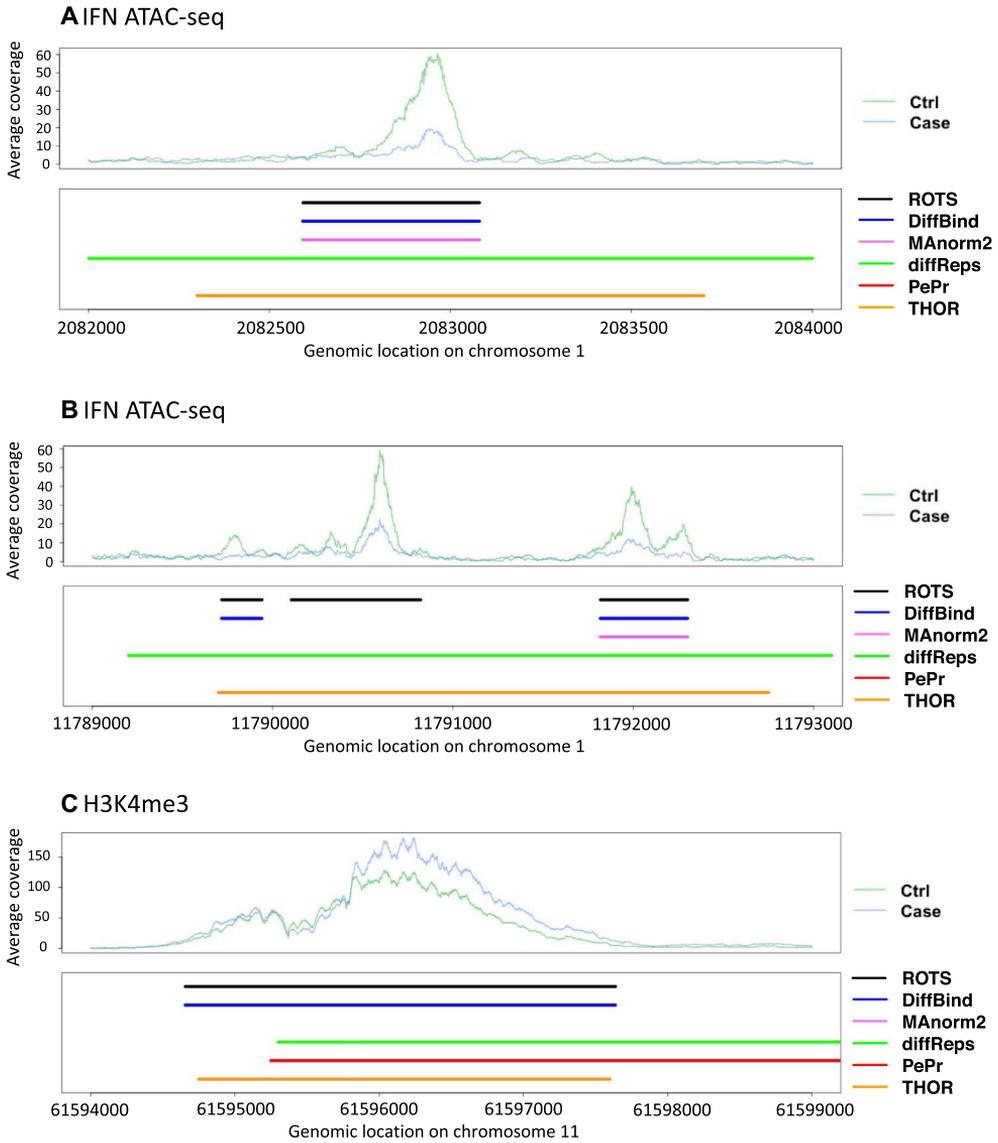 A IFN ATAC-seq
Average coverage
60
50
40
30
20
10
0
Ctrl
Case
ROTS
DiffBind
MAnorm2
diffReps
PePr
THOR
2082000 2082500 2083000 2083500 2084000
Genomic location on chromosome 1
B IFN ATAC-seq
Average coverage
60
50
40
30
20
10
0
Ctrl
Case
ROTS
DiffBind
MAnorm2
diffReps
PePr
THOR
11789000 11790000 11791000 11792000 11793000
Genomic location on chromosome 1
C H3K4me3
Average coverage
150
100
50
0
Ctrl
Case
ROTS
DiffBind
MAnorm2
diffReps
PePr
THOR
61594000 61595000 61596000 61597000 61598000 61599000
Genomic location on chromosome 11